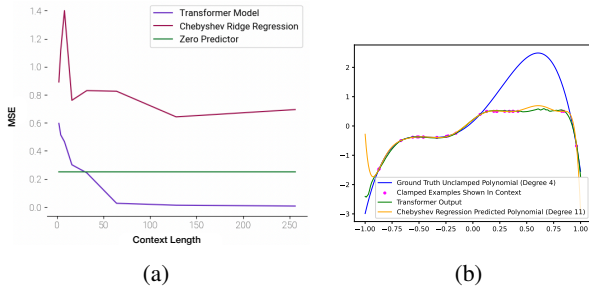 1.4
1.2
1.0
0.8
0.6
0.4
0.2
0.0
MSE
0
50
100
150
200
250
Context Length
Transformer Model
Chebyshev Ridge Regression
Zero Predictor
(a)
2
1
0
−1
−2
−3
−1.00
−0.75
−0.50
−0.25
0.00
0.25
0.50
0.75
1.00
Ground Truth Unclamped Polynomial (Degree 4)
Clamped Examples Shown In Context
Transformer Output
Chebyshev Regression Predicted Polynomial (Degree 11)
(b)